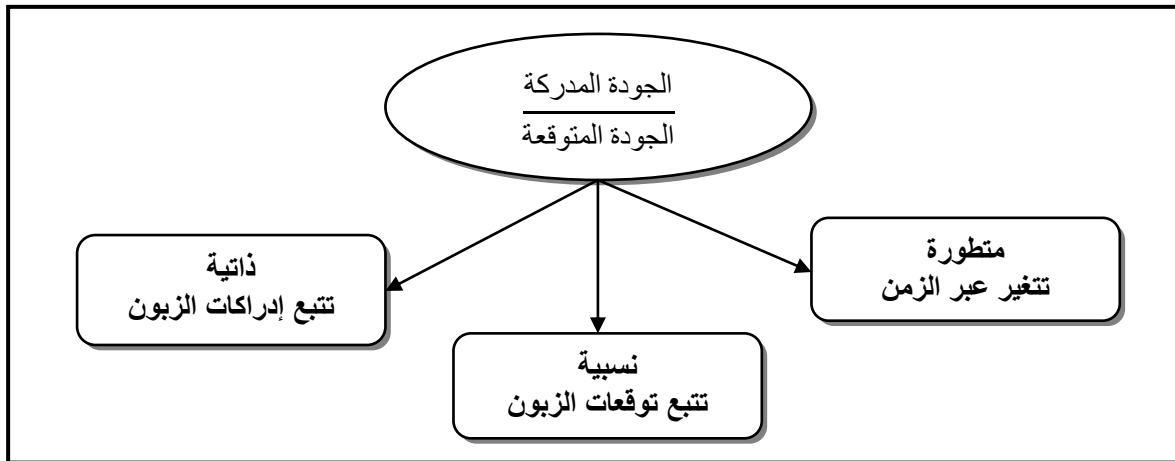 الجودة المدركة
الجودة المتوقعة
متطورة
تتغير عبر الزمن
ذاتية
تتبع إدراكات الزبون
نسبية
تتبع توقعات الزبون